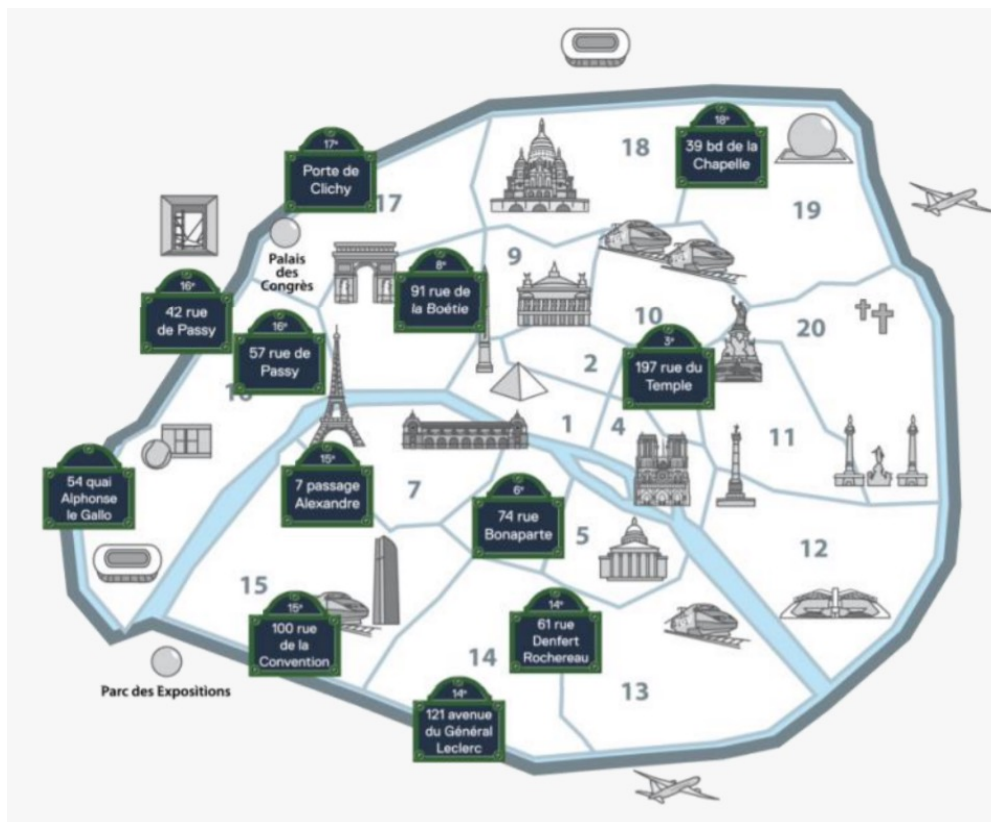 18e
39 bd de la
Chapelle
18
17e
Porte de
Clichy
17
19
Palais
des
Congrès
9
8e
91 rue de
la Boëtie
16e
42 rue
de Passy
16e
57 rue de
Passy
16
10
20
3e
197 rue du
Temple
2
1
4
11
54 quai
Alphonse
le Gallo
15e
7 passage
Alexandre
7
6e
74 rue
Bonaparte
5
12
15
15e
100 rue
de la
Convention
14e
61 rue
Denfert
Rochereau
14
13
Parc des Expositions
14e
121 avenue
du Général
Leclerc